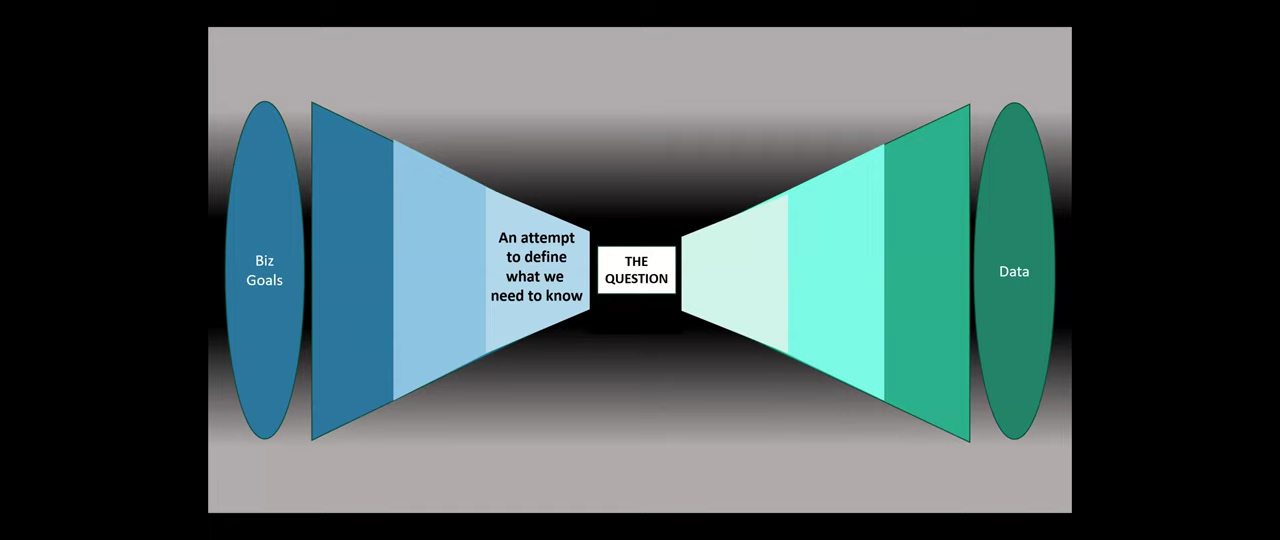 Biz
Goals
An attempt
to define
what we
need to know
THE
QUESTION
Data